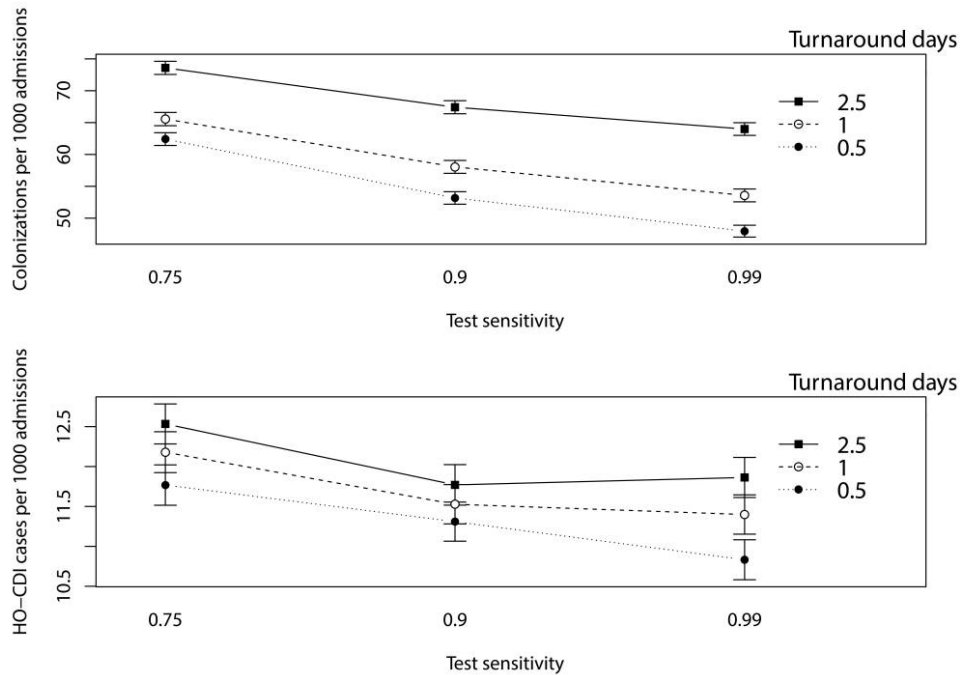 Turnaround days
Colonizations per 1000 admissions
70
60
50
2.5
1
0.5
0.75 0.9 0.99
Test sensitivity
Turnaround days
HO−CDI cases per 1000 admissions
12.5
11.5
10.5
2.5
1
0.5
0.75 0.9 0.99
Test sensitivity